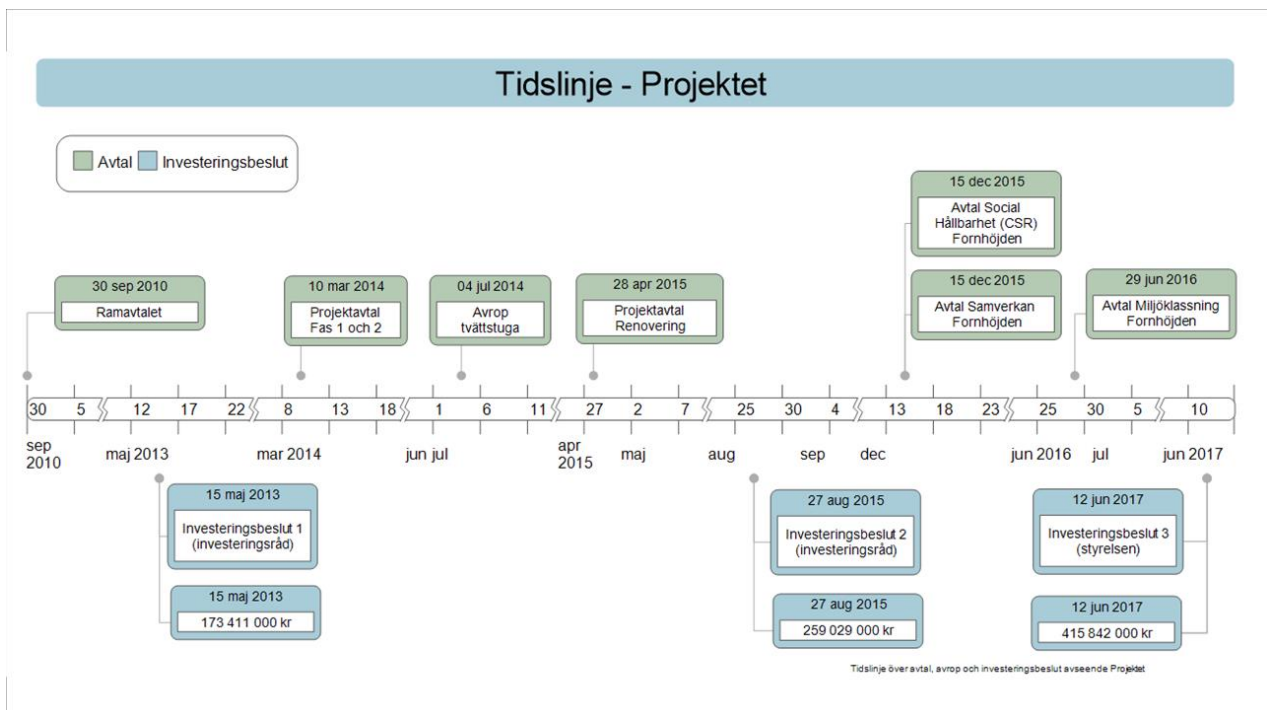 Tidslinje - Projektet
Avtal Investeringsbeslut
15 dec 2015
Avtal Social
Hållbarhet (CSR)
Fornhöjden
30 sep 2010
Ramavtalet
10 mar 2014
Projektavtal
Fas 1 och 2
04 jul 2014
Avrop
tvättstuga
28 apr 2015
Projektavtal
Renovering
15 dec 2015
Avtal Samverkan
Fornhöjden
29 jun 2016
Avtal Miljöklassning
Fornhöjden
30 5 12 17 22 8 13 18 1 6 11 27 2 7 25 30 4 13 18 23 25 30 5 10
sep
2010
maj 2013
mar 2014
jun jul
apr
2015
maj
aug
sep
dec
jun 2016
jul
jun 2017
15 maj 2013
Investeringsbeslut 1
(investeringsråd)
15 maj 2013
173 411 000 kr
27 aug 2015
Investeringsbeslut 2
(investeringsråd)
27 aug 2015
259 029 000 kr
12 jun 2017
Investeringsbeslut 3
(styrelsen)
12 jun 2017
415 842 000 kr
Tidslinje över avtal, avrop och investeringsbeslut avseende Projektet